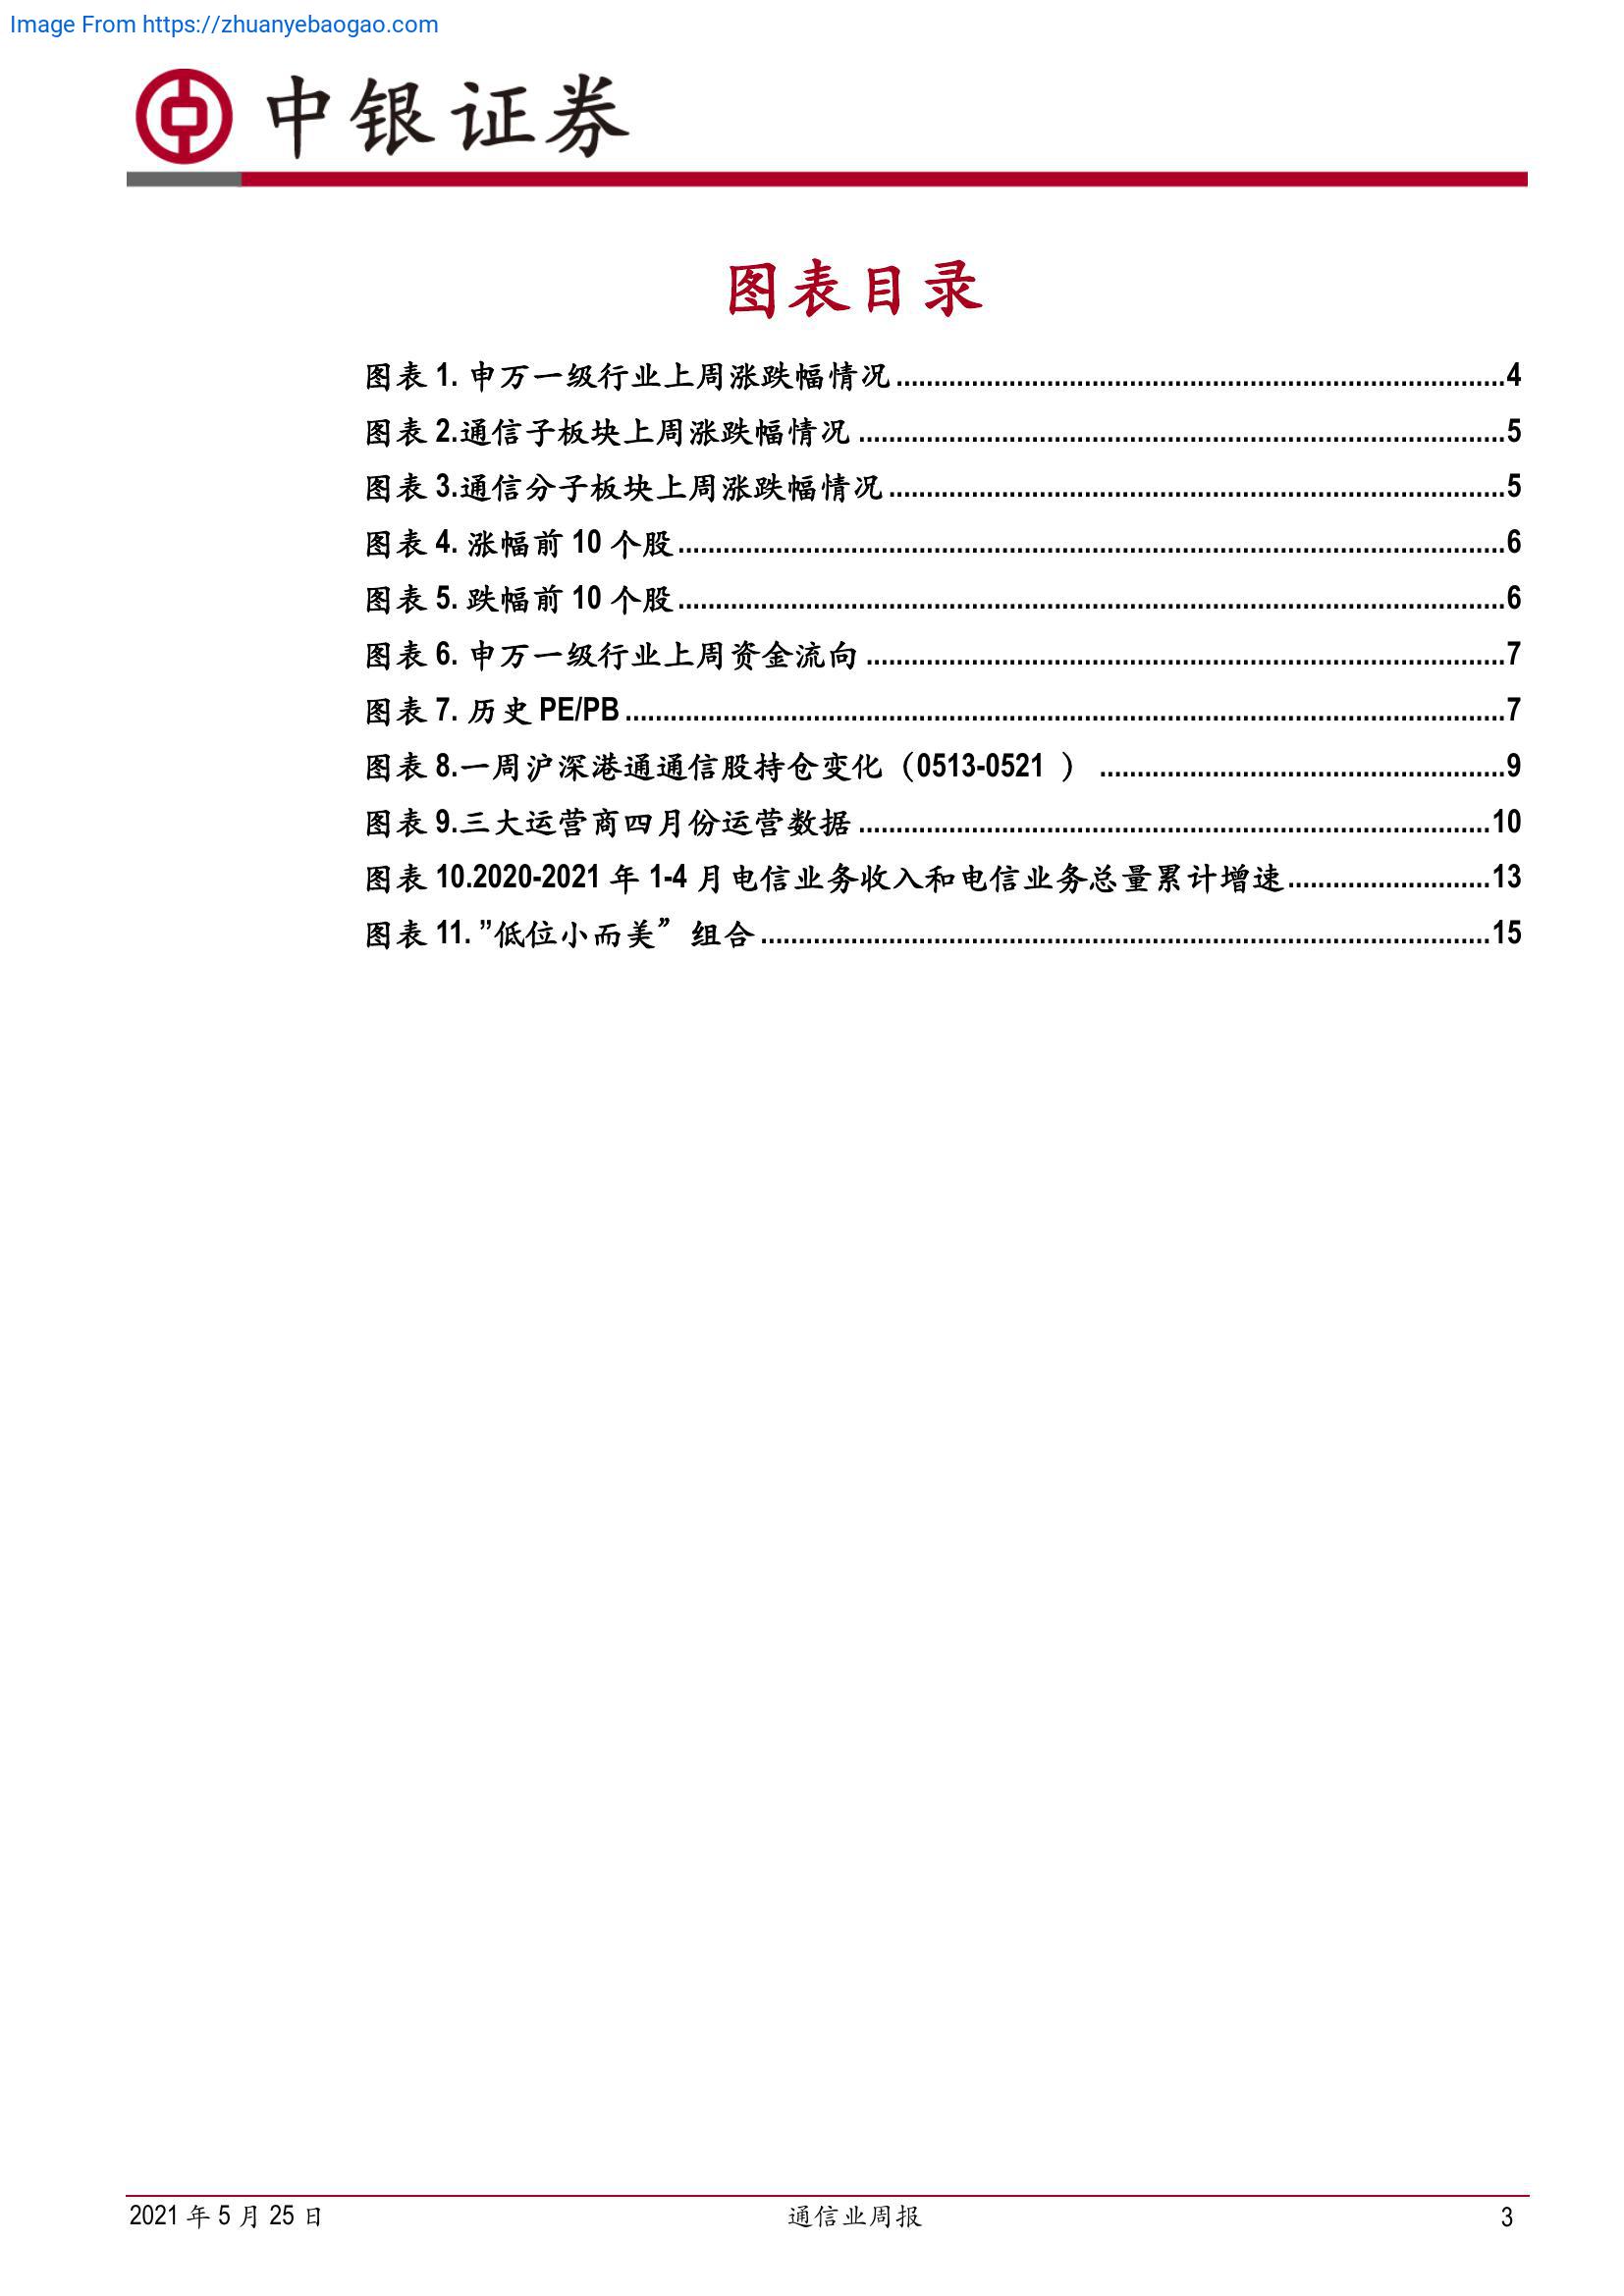 Image From https://zhuanyebaogao.com
中银证券
图表目录
图表 1. 申万一级行业上周涨跌幅情况........................................4
图表 2.通信子板块上周涨跌幅情况........................................5
图表 3.通信分子板块上周涨跌幅情况........................................5
图表 4. 涨幅前 10 个股........................................6
图表 5. 跌幅前 10 个股........................................6
图表 6. 申万一级行业上周资金流向........................................7
图表 7. 历史 PE/PB........................................7
图表 8.一周沪深港通通信股持仓变化（0513-0521 ）........................................9
图表 9.三大运营商四月份运营数据........................................10
图表 10.2020-2021 年 1-4 月电信业务收入和电信业务总量累计增速........................................13
图表 11. ”低位小而美”组合........................................15
2021 年 5 月 25 日 通信业周报 3